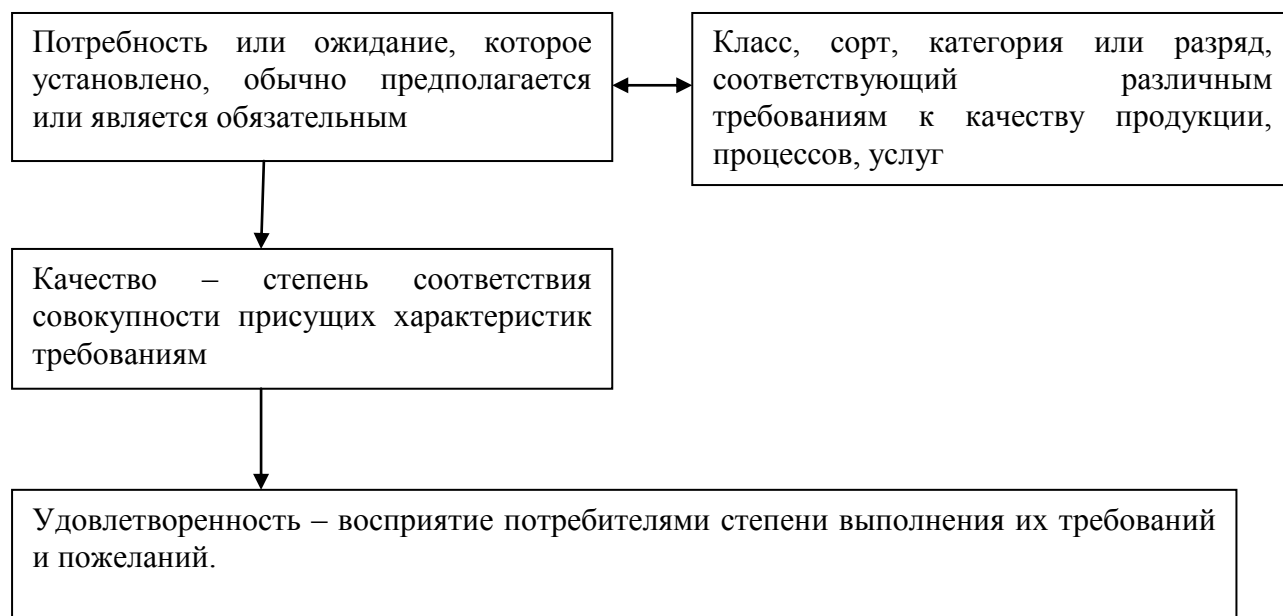 Потребность или ожидание, которое
установлено, обычно предполагается
или является обязательным
Класс, сорт, категория или разряд,
соответствующий различным
требованиям к качеству продукции,
процессов, услуг
Качество – степень соответствия
совокупности присущих характеристик
требованиям
Удовлетворенность – восприятие потребителями степени выполнения их требований
и пожеланий.